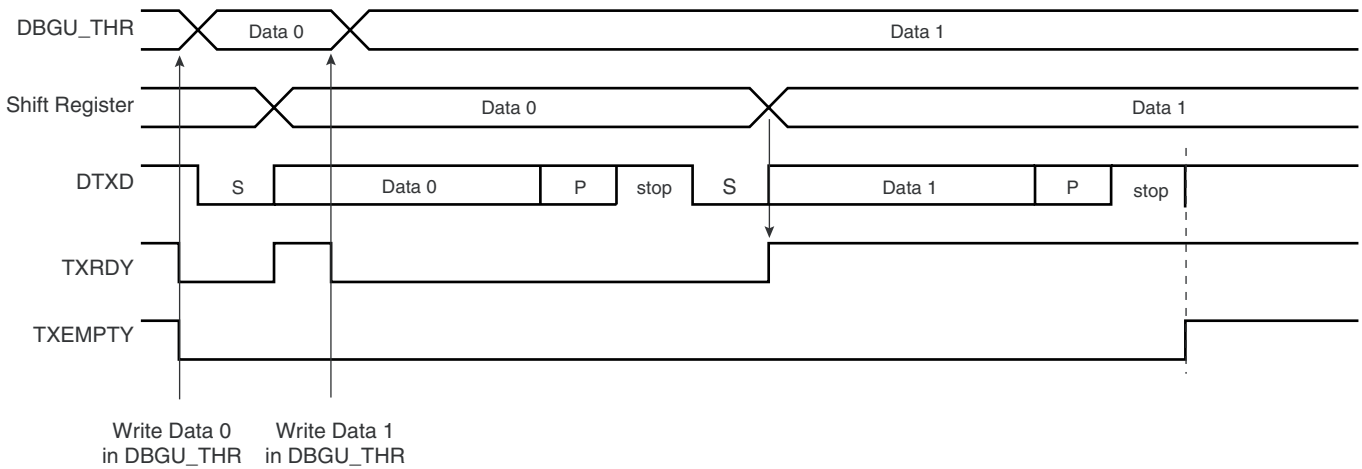 DBGU_THR Data 0 Data 1
Shift Register Data 0 Data 1
DTXD S Data 0 P stop S Data 1 P stop
TXRDY
TXEMPTY
Write Data 0
in DBGU_THR
Write Data 1
in DBGU_THR